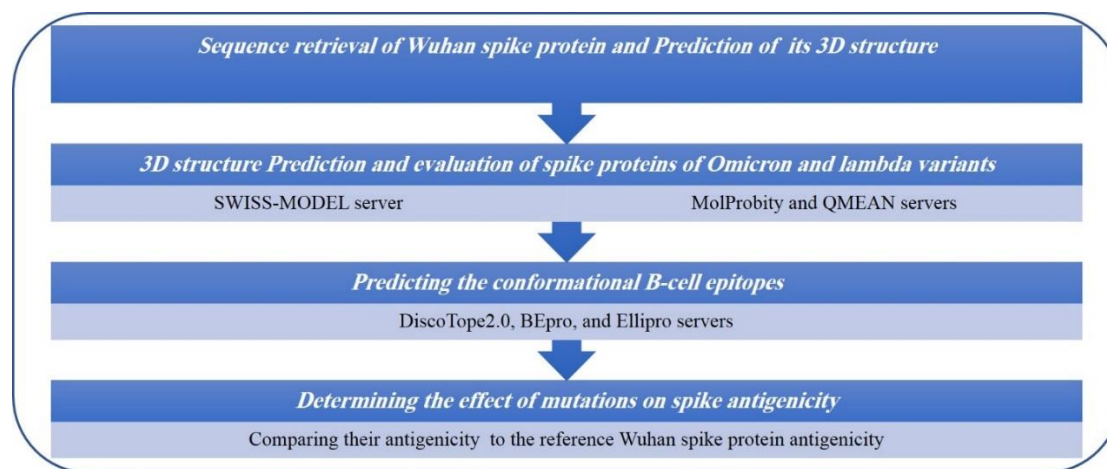 Sequence retrieval of Wuhan spike protein and Prediction of its 3D structure
3D structure Prediction and evaluation of spike proteins of Omicron and lambda variants
SWISS-MODEL server
MolProbity and QMEAN servers
Predicting the conformational B-cell epitopes
DiscoTope2.0, BEpro, and Ellipro servers
Determining the effect of mutations on spike antigenicity
Comparing their antigenicity to the reference Wuhan spike protein antigenicity